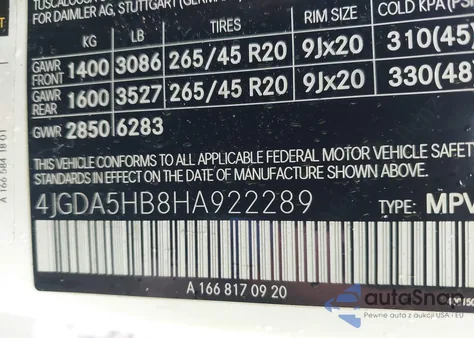 TUSCALOOSA
FOR DAIMLER AG, STUTTGART (GERMANY
KG LB TIRES RIM SIZE COLD KPA(PS
GAWR FRONT 1400 3086 265/45 R20 9Jx20 310(45)
GAWR REAR 1600 3527 265/45 R20 9Jx20 330(48)
GVWR 2850 6283
THIS VEHICLE CONFORMS TO ALL APPLICABLE FEDERAL MOTOR VEHICLE SAFETY
IN EFFECT ON THE DATE OF MANUFACTURE SHOWN ABOVE.
4JGDA5HB8HA922289 TYPE: MPV
A 166 817 09 20
A 166 584 18 01
autoSnap
Pewne auta z aukcji USA i EU